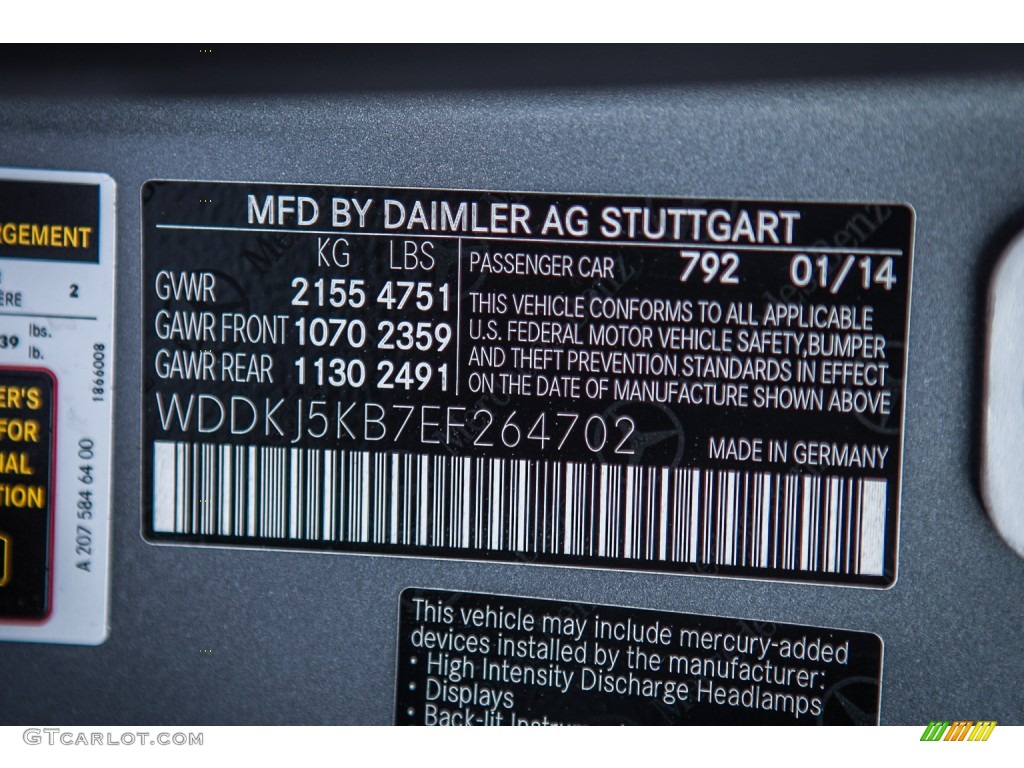 MFD BY DAIMLER AG STUTTGART
KG LBS
GVWR 2155 4751
GAWR FRONT 1070 2359
GAWR REAR 1130 2491
PASSENGER CAR 792 01/14
THIS VEHICLE CONFORMS TO ALL APPLICABLE
U.S. FEDERAL MOTOR VEHICLE SAFETY,BUMPER
AND THEFT PREVENTION STANDARDS IN EFFECT
ON THE DATE OF MANUFACTURE SHOWN ABOVE
WDDKJ5KB7EF264702
MADE IN GERMANY
This vehicle may include mercury-added
devices installed by the manufacturer:
· High Intensity Discharge Headlamps
· Displays
· Back-lit
2
39 lbs.
lb.
1866008
A 207 584 64 00
FOR
GTcarlot.com